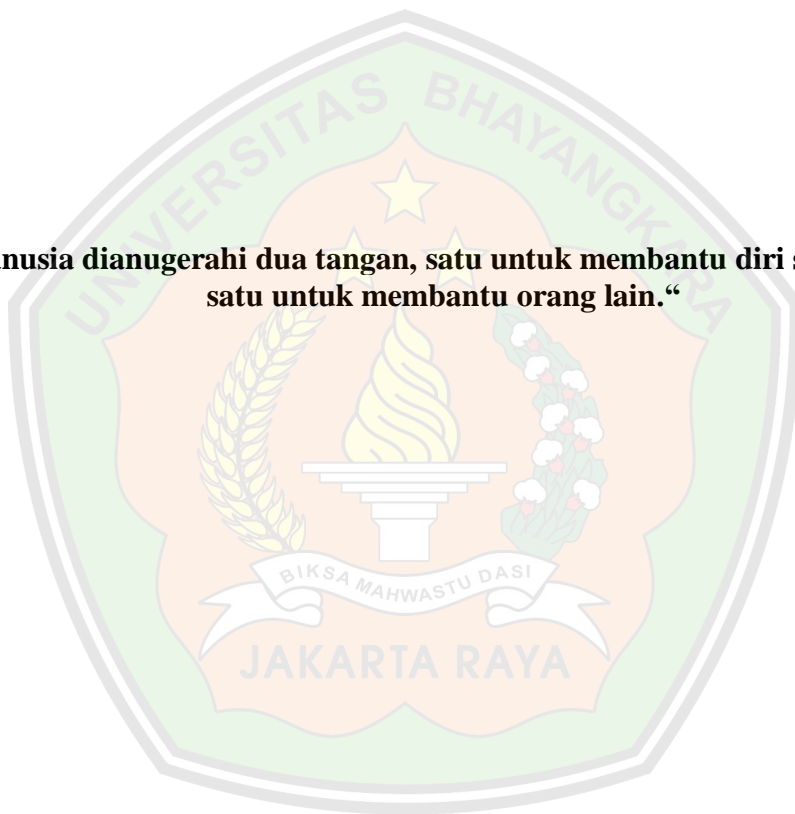 UNIVERSITAS BHAYANGKARA
nusia dianugerahi dua tangan, satu untuk membantu diri
satu untuk membantu orang lain.“
BIKSA MAHWASTU DASI
JAKARTA RAYA